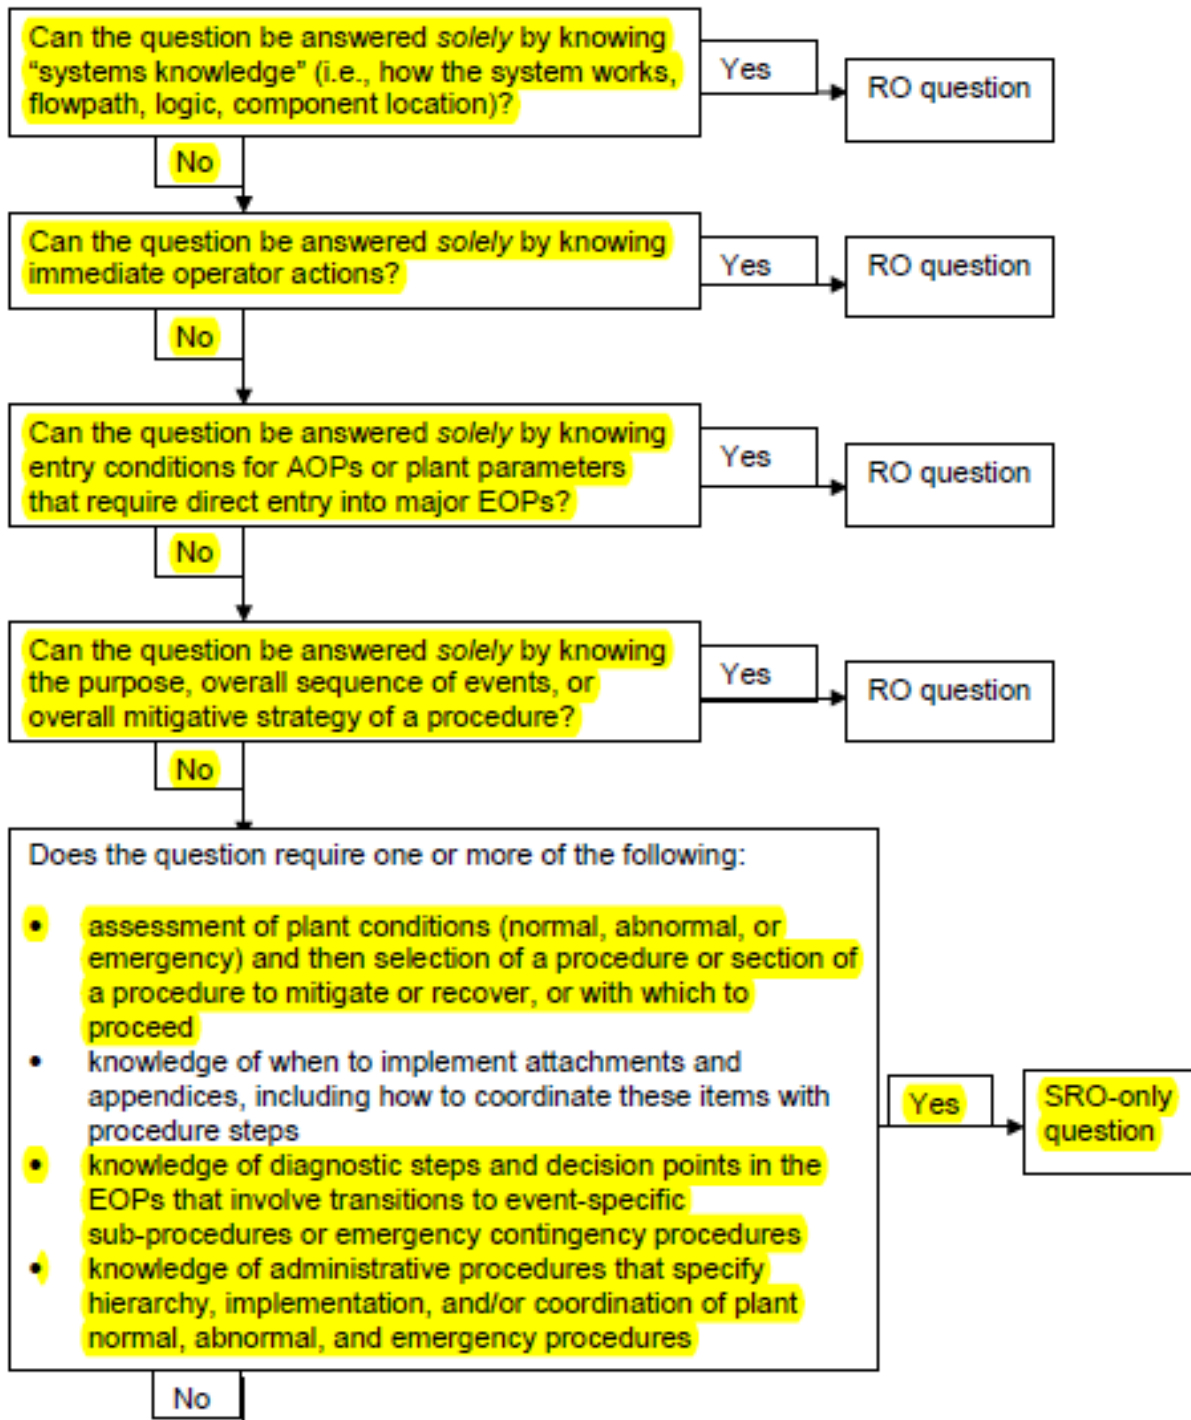 Can the question be answered solely by knowing
“systems knowledge” (i.e., how the system works,
flowpath, logic, component location)?
Yes
RO question
No
Can the question be answered solely by knowing
immediate operator actions?
Yes
RO question
No
Can the question be answered solely by knowing
entry conditions for AOPs or plant parameters
that require direct entry into major EOPs?
Yes
RO question
No
Can the question be answered solely by knowing
the purpose, overall sequence of events, or
overall mitigative strategy of a procedure?
Yes
RO question
No
Does the question require one or more of the following:
• assessment of plant conditions (normal, abnormal, or
emergency) and then selection of a procedure or section of
a procedure to mitigate or recover, or with which to
proceed
• knowledge of when to implement attachments and
appendices, including how to coordinate these items with
procedure steps
• knowledge of diagnostic steps and decision points in the
EOPs that involve transitions to event-specific
sub-procedures or emergency contingency procedures
• knowledge of administrative procedures that specify
hierarchy, implementation, and/or coordination of plant
normal, abnormal, and emergency procedures
Yes
SRO-only
question
No